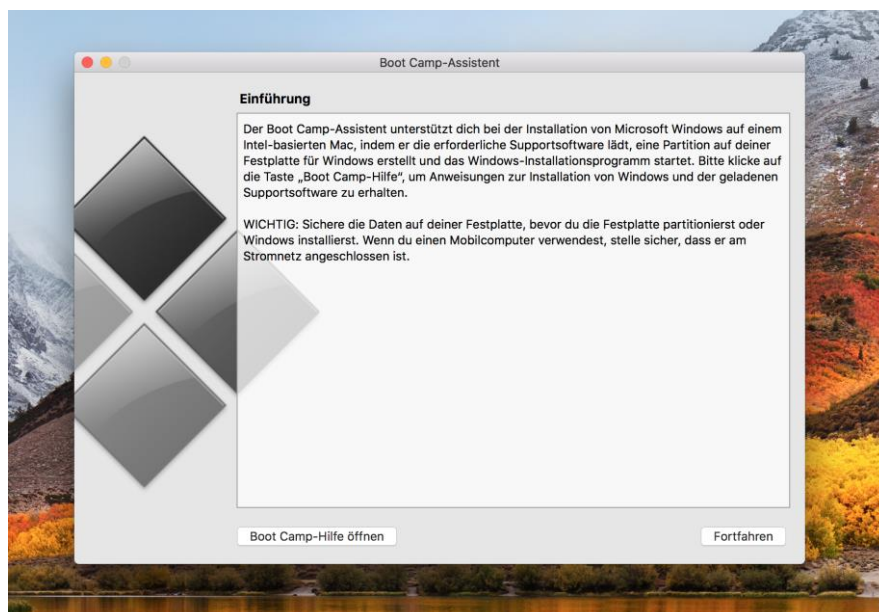 Boot Camp-Assistent
Einführung
Der Boot Camp-Assistent unterstützt dich bei der Installation von Microsoft Windows auf einem
Intel-basierten Mac, indem er die erforderliche Supportsoftware lädt, eine Partition auf deiner
Festplatte für Windows erstellt und das Windows-Installationsprogramm startet. Bitte klicke auf
die Taste „Boot Camp-Hilfe“, um Anweisungen zur Installation von Windows und der geladenen
Supportsoftware zu erhalten.
WICHTIG: Sichere die Daten auf deiner Festplatte, bevor du die Festplatte partitionierst oder
Windows installierst. Wenn du einen Mobilcomputer verwendest, stelle sicher, dass er am
Stromnetz angeschlossen ist.
Boot Camp-Hilfe öffnen
Fortfahren